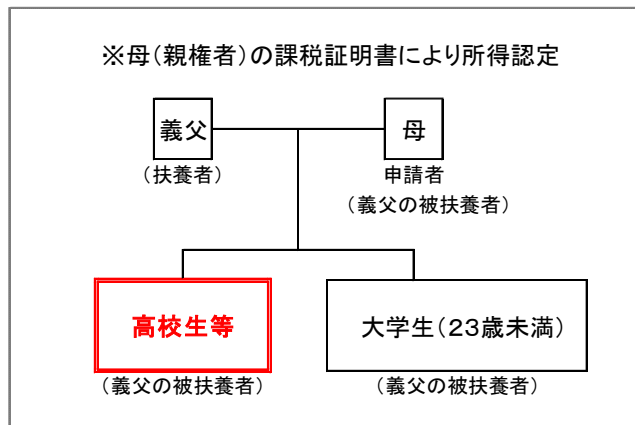 ※母(親権者)の課税証明書により所得認定
義父
母
(扶養者)
申請者
(義父の被扶養者)
高校生等
大学生(23歳未満)
(義父の被扶養者)
(義父の被扶養者)